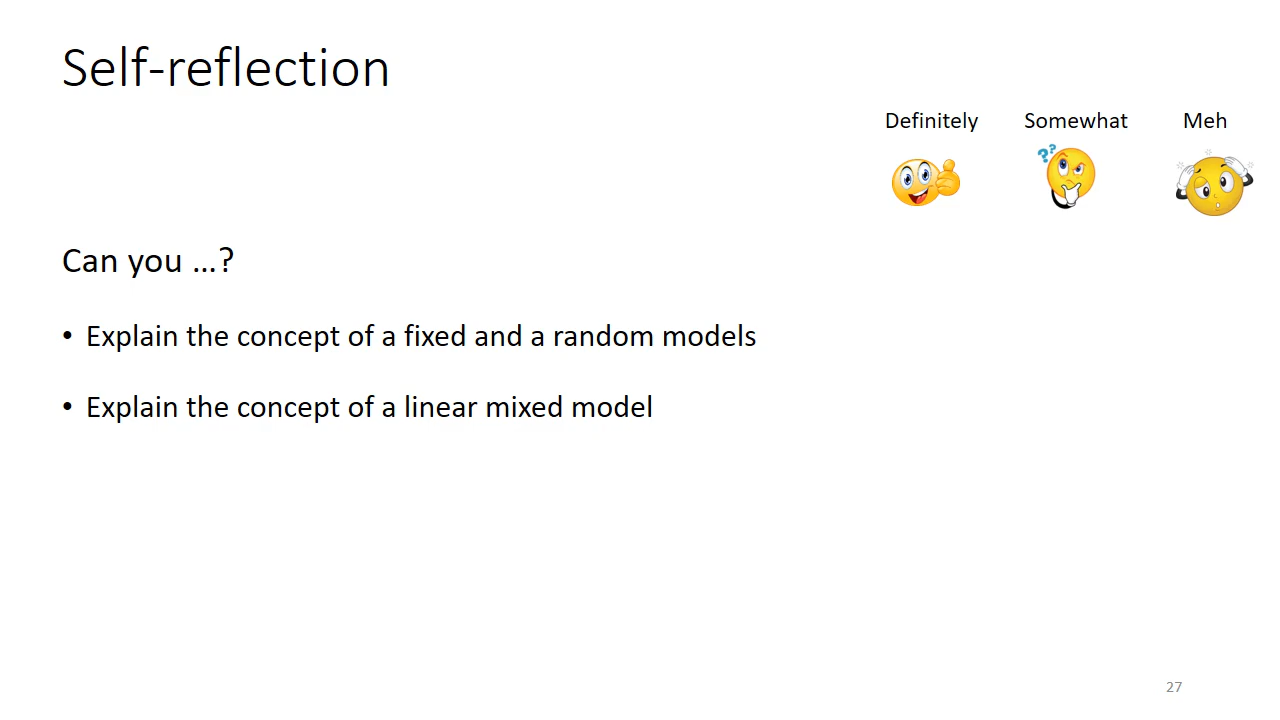 Self-reflection
Definitely Somewhat Meh
??
Can you ...?
• Explain the concept of a fixed and a random models
• Explain the concept of a linear mixed model
27